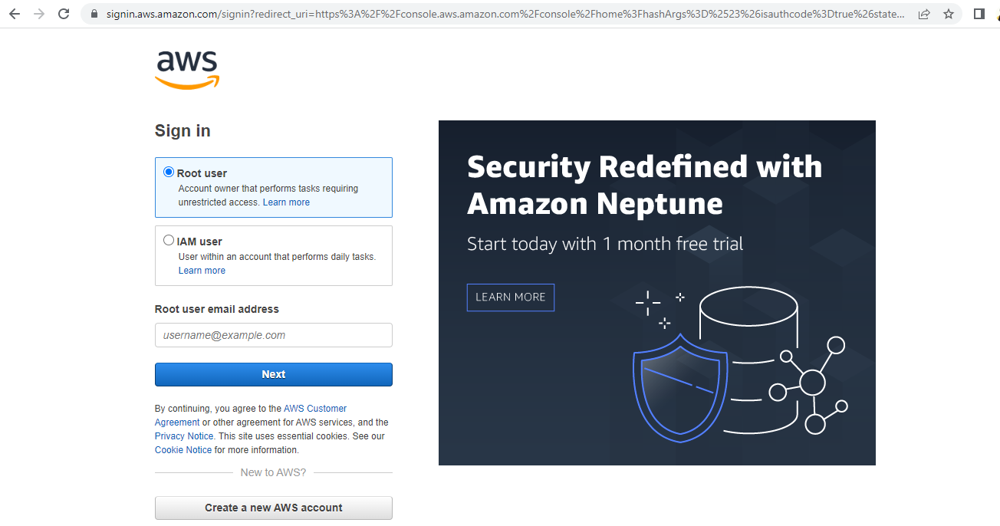 signin.aws.amazon.com/signin?redirect_uri=https%3A%2F%2Fconsole.aws.amazon.com%2Fconsole%2Fhome%3FhashArgs%3D%2523%26isauthcode%3Dtrue%26state...
aws
Sign in
Root user
Account owner that performs tasks requiring
unrestricted access. Learn more
IAM user
User within an account that performs daily tasks.
Learn more
Root user email address
username@example.com
Next
By continuing, you agree to the AWS Customer
Agreement or other agreement for AWS services, and the
Privacy Notice. This site uses essential cookies. See our
Cookie Notice for more information.
New to AWS?
Create a new AWS account
Security Redefined with
Amazon Neptune
Start today with 1 month free trial
LEARN MORE